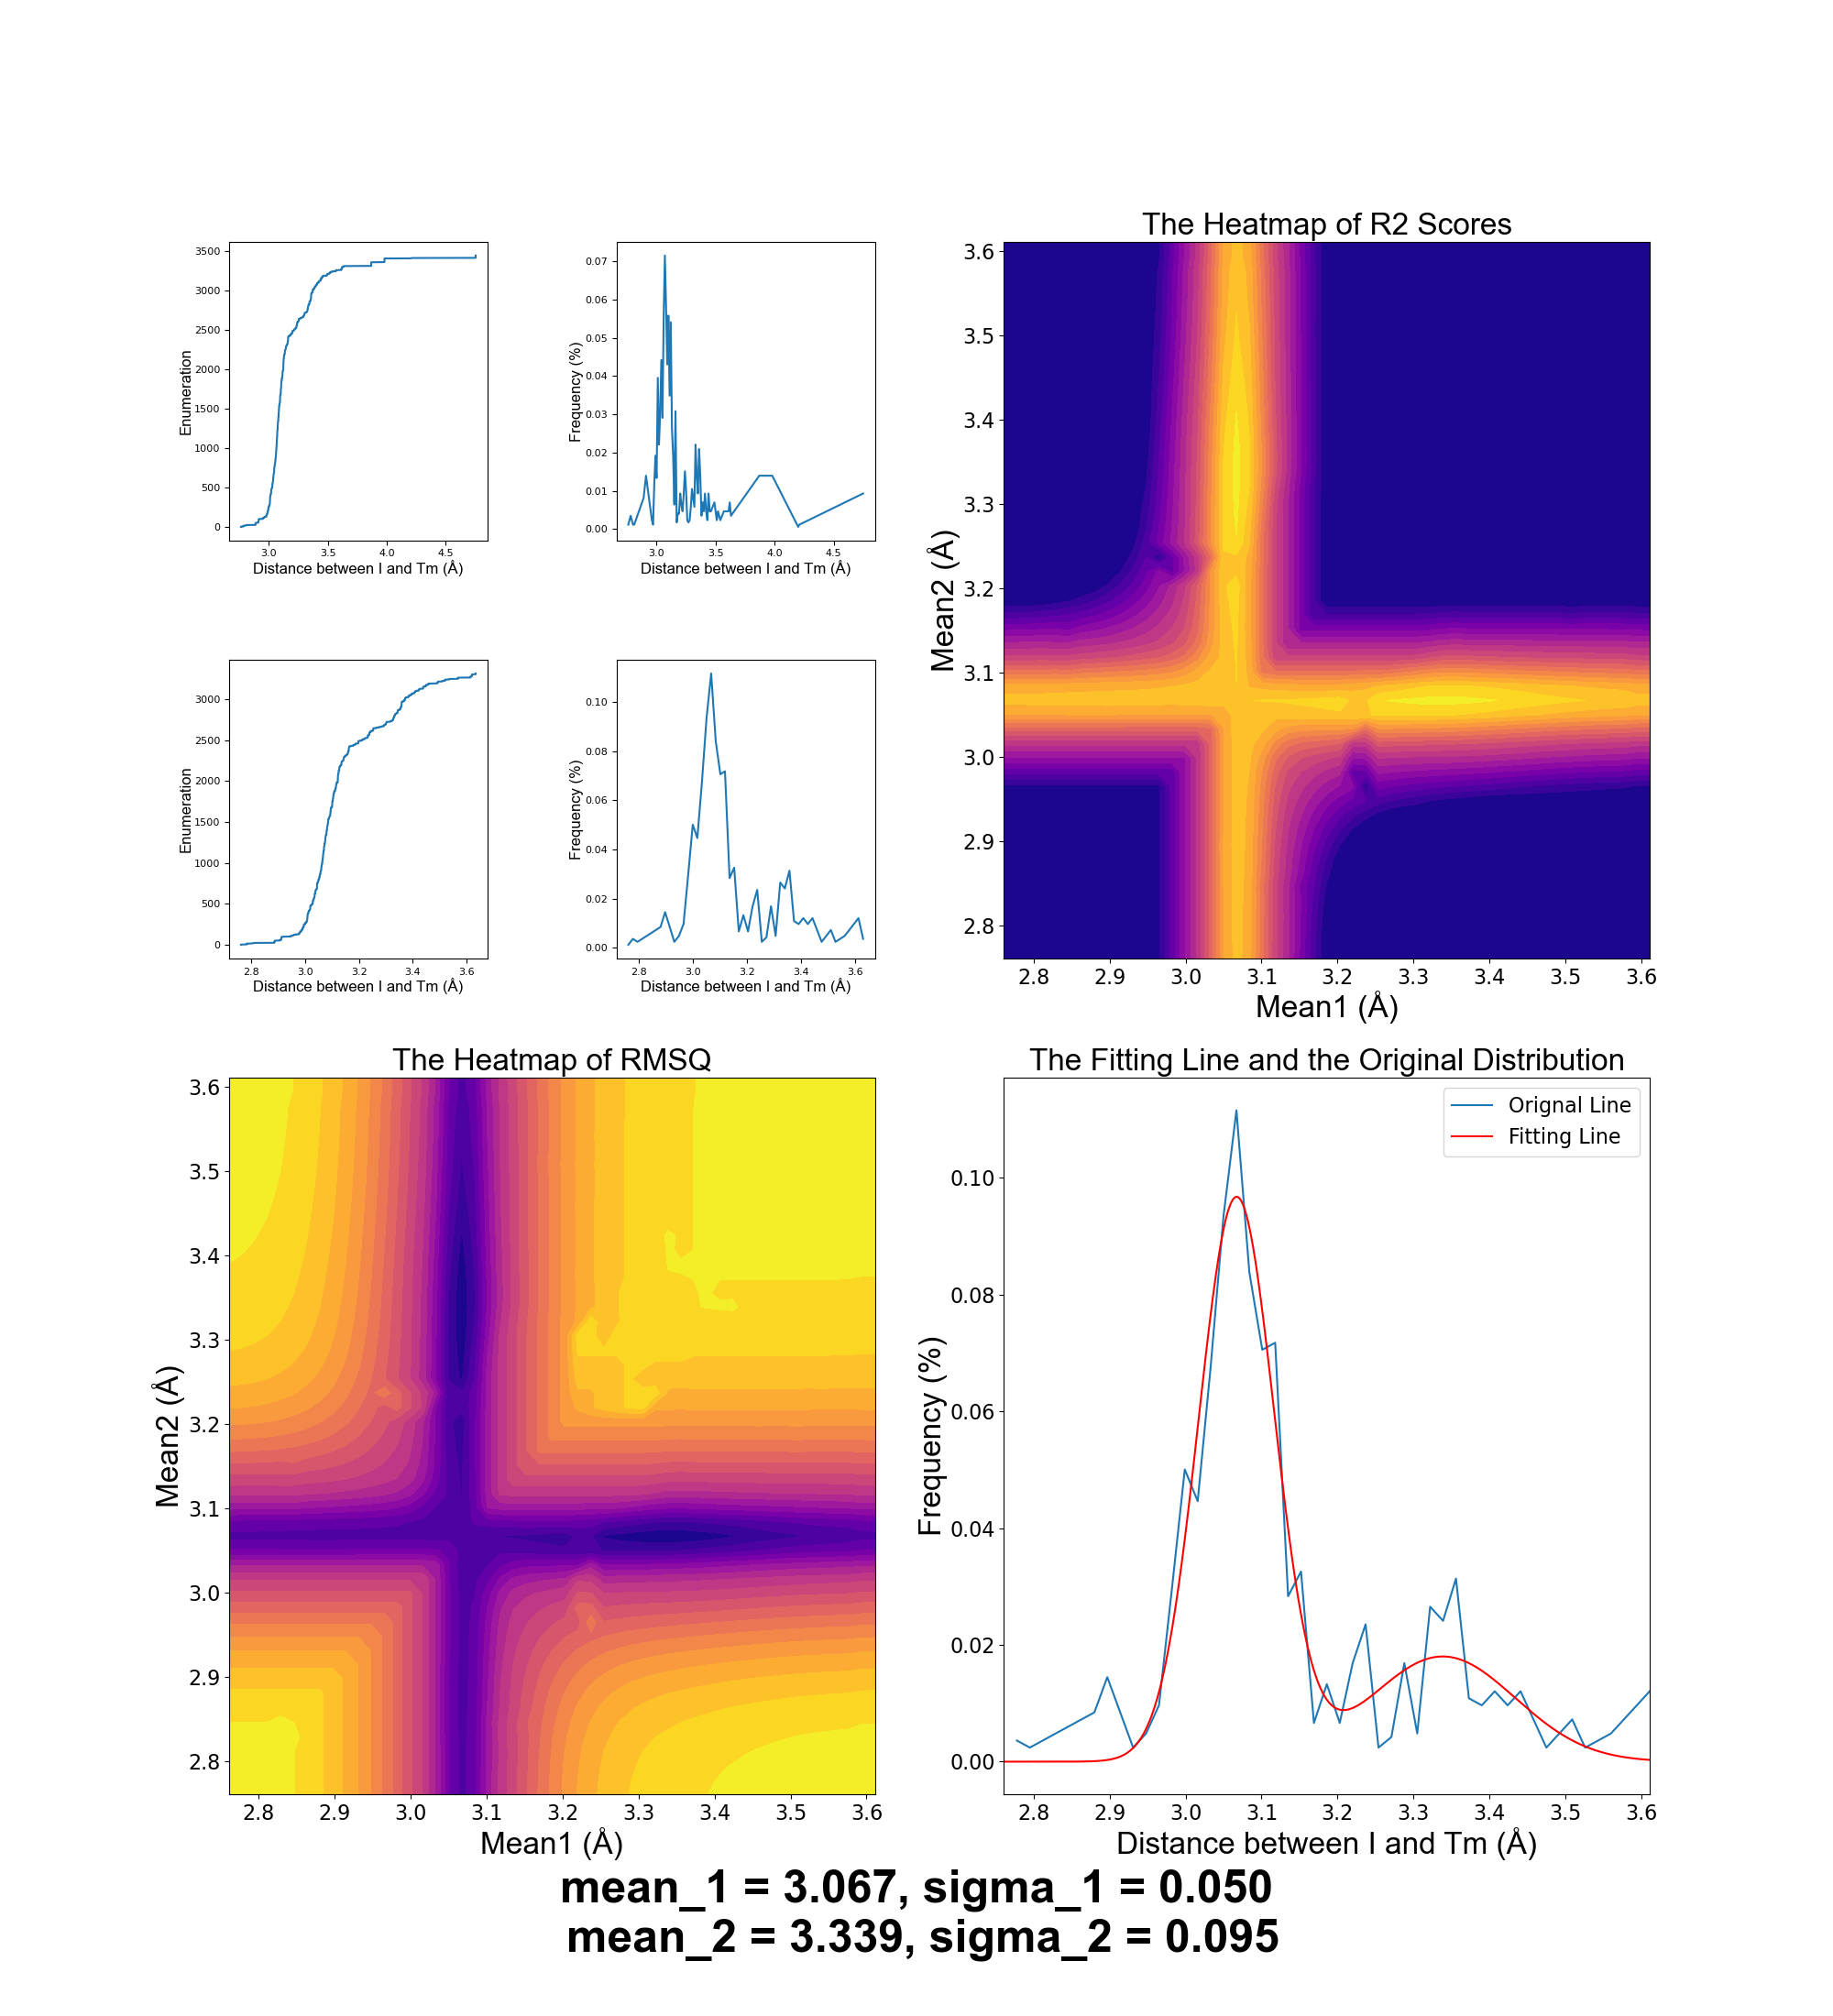 3500
3000
2500
2000
1500
1000
500
0
Enumeration
3.0 3.5 4.0 4.5
Distance between I and Tm (Å)
0.07
0.06
0.05
0.04
0.03
0.02
0.01
0.00
Frequency (%)
3.0 3.5 4.0 4.5
Distance between I and Tm (Å)
The Heatmap of R2 Scores
3.6
3.5
3.4
3.3
3.2
3.1
3.0
2.9
2.8
Mean2 (Å)
2.8 2.9 3.0 3.1 3.2 3.3 3.4 3.5 3.6
Mean1 (Å)
3000
2500
2000
1500
1000
500
0
Enumeration
2.8 3.0 3.2 3.4 3.6
Distance between I and Tm (Å)
0.10
0.08
0.06
0.04
0.02
0.00
Frequency (%)
2.8 3.0 3.2 3.4 3.6
Distance between I and Tm (Å)
The Heatmap of RMSQ
3.6
3.5
3.4
3.3
3.2
3.1
3.0
2.9
2.8
Mean2 (Å)
2.8 2.9 3.0 3.1 3.2 3.3 3.4 3.5 3.6
Mean1 (Å)
The Fitting Line and the Original Distribution
Orignal Line
Fitting Line
0.10
0.08
0.06
0.04
0.02
0.00
Frequency (%)
2.8 2.9 3.0 3.1 3.2 3.3 3.4 3.5 3.6
Distance between I and Tm (Å)
mean_1 = 3.067, sigma_1 = 0.050
mean_2 = 3.339, sigma_2 = 0.095